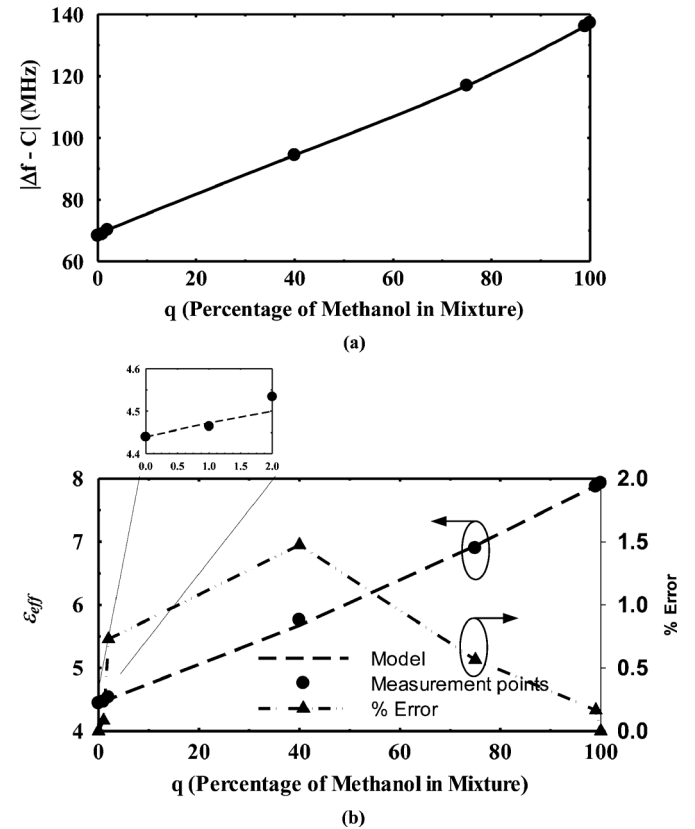 140
120
100
80
60
|Δf - C| (MHz)
0 20 40 60 80 100
q (Percentage of Methanol in Mixture)
(a)
4.6
4.5
4.4
0.0 0.5 1.0 1.5 2.0
8
7
6
5
4
εeff
2.0
1.5
1.0
0.5
0.0
% Error
Model
Measurement points
% Error
0 20 40 60 80 100
q (Percentage of Methanol in Mixture)
(b)